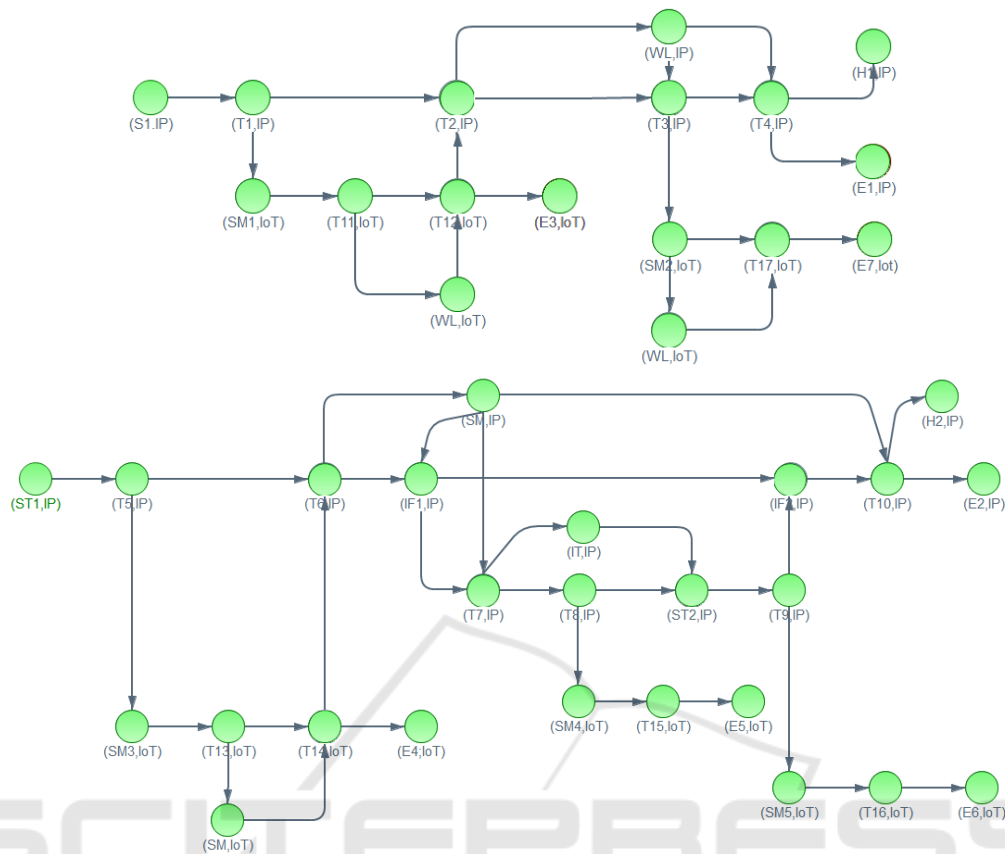 (WL,IP)
(H1,IP)
(S1.IP)
(T1,IP)
(T2,IP)
(T3,IP)
(T4,IP)
(E1,IP)
(SM1,IoT)
(T11,IoT)
(T12,IoT)
(E3,IoT)
(SM2,IoT)
(T17,IoT)
(E7,Iot)
(WL,IoT)
(WL,IoT)
(SM,IP)
(H2,IP)
(ST1,IP)
(T5,IP)
(T6,IP)
(IF1,IP)
(IF2,IP)
(T10,IP)
(E2,IP)
(IT,IP)
(T7,IP)
(T8,IP)
(ST2,IP)
(T9,IP)
(SM4,IoT)
(T15,IoT)
(E5,IoT)
(SM3,IoT)
(T13,IoT)
(T14,IoT)
(E4,IoT)
(SM5,IoT)
(T16,IoT)
(E6,IoT)
(SM,IoT)
SCITEPRESS